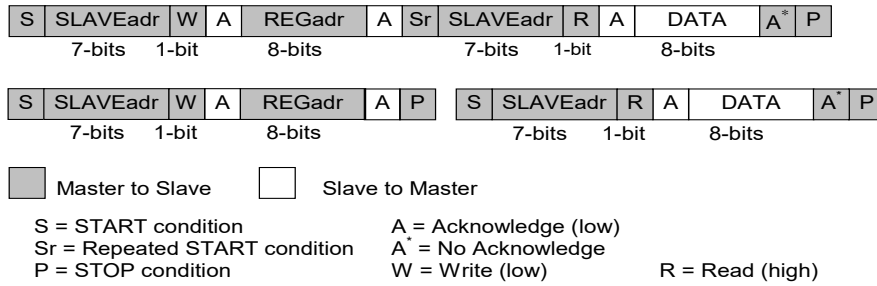 S SLAVEadr W A REGadr A Sr SLAVEadr R A DATA A* P
7-bits 1-bit 8-bits 7-bits 1-bit 8-bits
S SLAVEadr W A REGadr A P S SLAVEadr R A DATA A* P
7-bits 1-bit 8-bits 7-bits 1-bit 8-bits
Master to Slave Slave to Master
S = START condition A = Acknowledge (low)
Sr = Repeated START condition A* = No Acknowledge
P = STOP condition W = Write (low) R = Read (high)